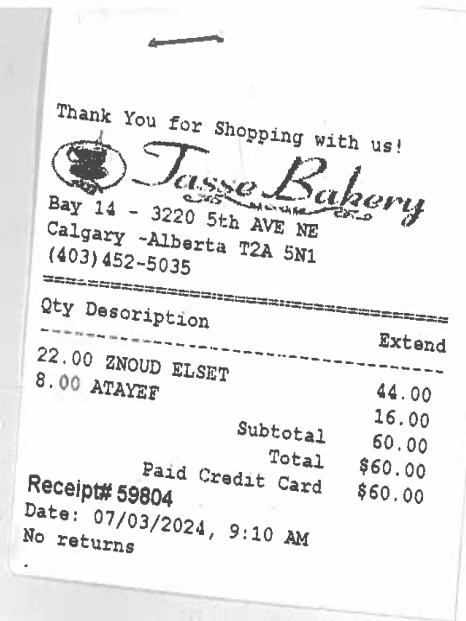 Thank You for Shopping with us!
Tasse Bakery
Bay 14 - 3220 5th AVE NE
Calgary ~Alberta T2A 5N1
(403)452-5035
========================================
Qty Description Extend
----------------------------------------
22.00 ZNOUD ELSET 44.00
8.00 ATAYEF 16.00
Subtotal 60.00
Total $60.00
Paid Credit Card $60.00
Receipt# 59804
Date: 07/03/2024, 9:10 AM
No returns